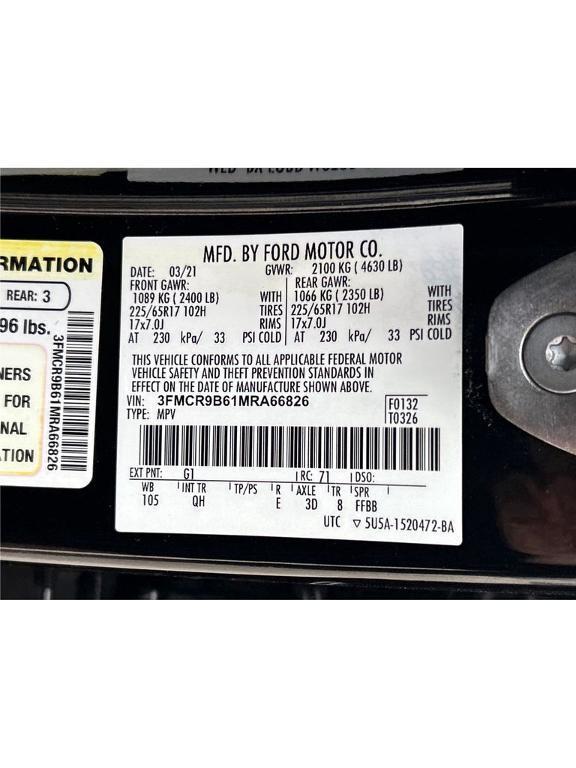 RMATION
REAR: 3
96 lbs.
NERS
FOR
NAL
ATION
3FMCR9B61MRA66826
MFD. BY FORD MOTOR CO.
DATE: 03/21 GVWR: 2100 KG ( 4630 LB)
FRONT GAWR: REAR GAWR:
1089 KG ( 2400 LB) WITH 1066 KG ( 2350 LB) WITH
225/65R17 102H TIRES 225/65R17 102H TIRES
17x7.0J RIMS 17x7.0J RIMS
AT 230 kPa/ 33 PSI COLD AT 230 kPa/ 33 PSI COLD
THIS VEHICLE CONFORMS TO ALL APPLICABLE FEDERAL MOTOR
VEHICLE SAFETY AND THEFT PREVENTION STANDARDS IN
EFFECT ON THE DATE OF MANUFACTURE SHOWN ABOVE.
VIN: 3FMCR9B61MRA66826 F0132
TYPE: MPV T0326
EXT PNT: G1 RC: 71 DSO:
WB INT TR TP/PS R AXLE TR SPR
105 QH E 3D 8 FFBB
UTC ▽ 5U5A-1520472-BA